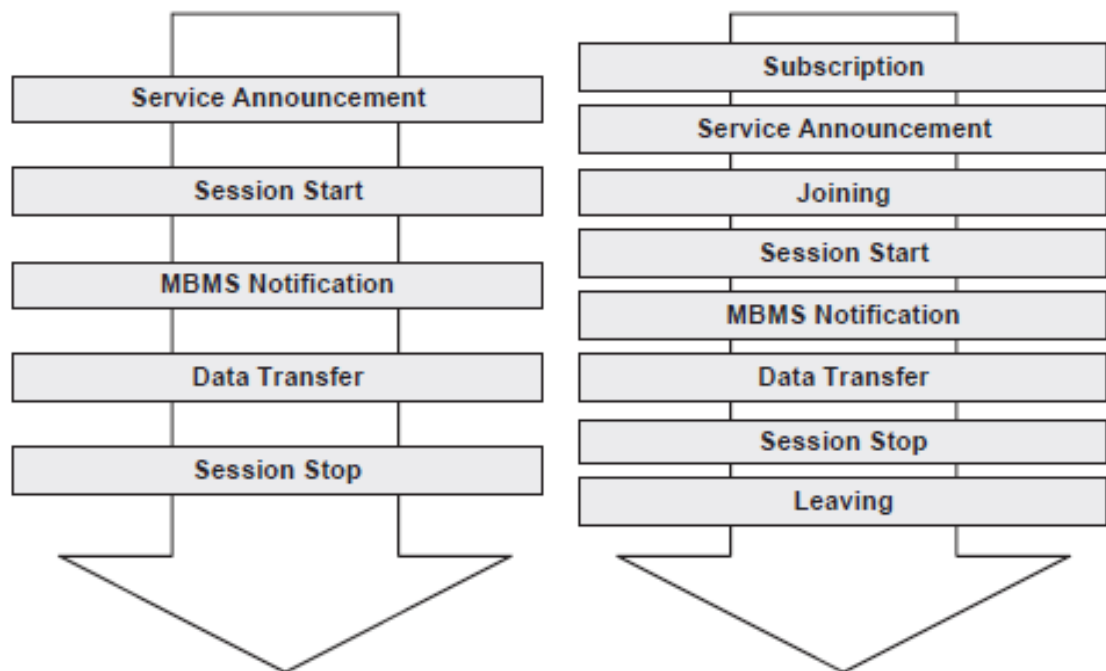 Service Announcement
Session Start
MBMS Notification
Data Transfer
Session Stop
Subscription
Service Announcement
Joining
Session Start
MBMS Notification
Data Transfer
Session Stop
Leaving